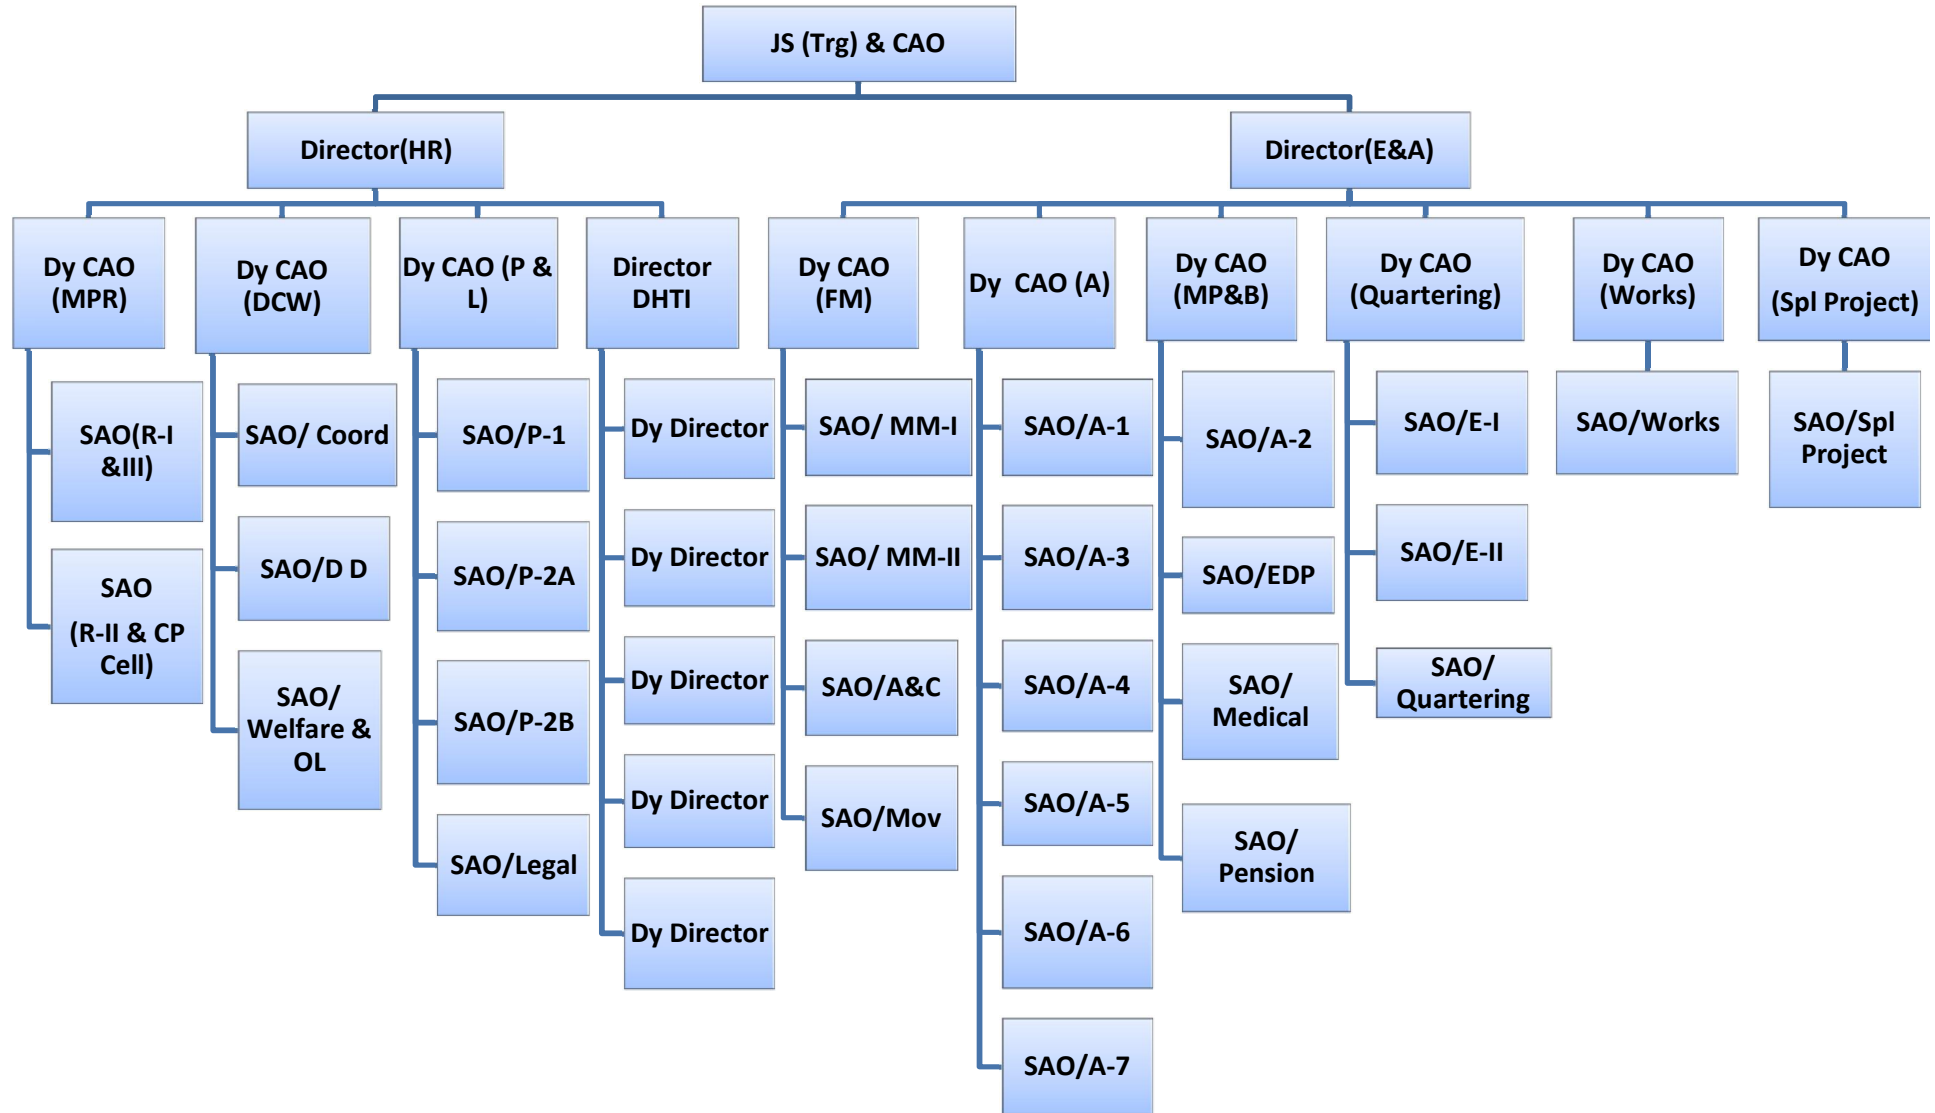 JS (Trg) & CAO
Director(HR)
Director(E&A)
Dy CAO
(MPR)
Dy CAO
(DCW)
Dy CAO (P &
L)
Director
DHTI
Dy CAO
(FM)
Dy CAO (A)
Dy CAO
(MP&B)
Dy CAO
(Quartering)
Dy CAO
(Works)
Dy CAO
(Spl Project)
SAO(R-I
&III)
SAO
(R-II & CP
Cell)
SAO/ Coord
SAO/D D
SAO/
Welfare &
OL
SAO/P-1
SAO/P-2A
SAO/P-2B
SAO/Legal
Dy Director
Dy Director
Dy Director
Dy Director
Dy Director
SAO/ MM-I
SAO/ MM-II
SAO/A&C
SAO/Mov
SAO/A-1
SAO/A-3
SAO/A-4
SAO/A-5
SAO/A-6
SAO/A-7
SAO/A-2
SAO/EDP
SAO/
Medical
SAO/
Pension
SAO/E-I
SAO/E-II
SAO/
Quartering
SAO/Works
SAO/Spl
Project